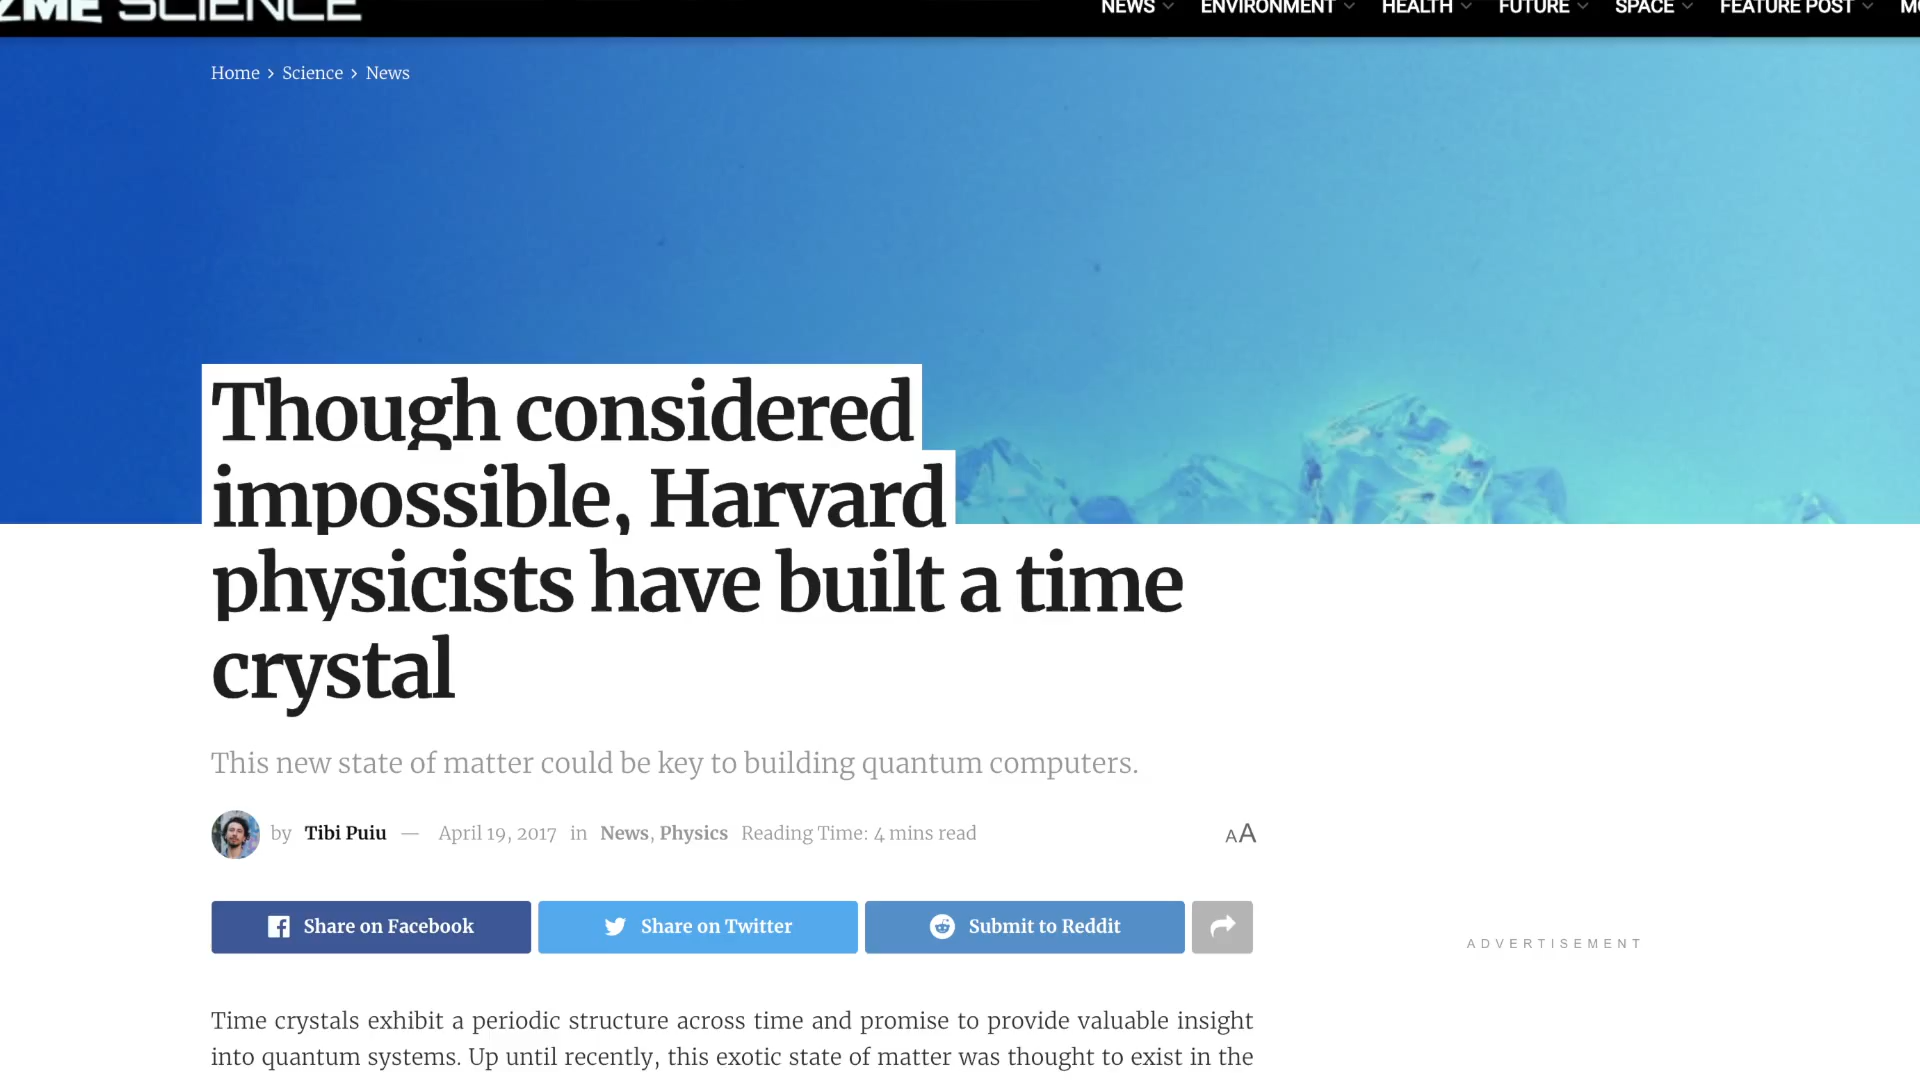 ZME SCIENCE
NEWS ENVIRONMENT HEALTH FUTURE SPACE FEATURE POST
Home > Science > News
Though considered
impossible, Harvard
physicists have built a time
crystal
This new state of matter could be key to building quantum computers.
by Tibi Puiu — April 19, 2017 in News, Physics Reading Time: 4 mins read
AA
Share on Facebook
Share on Twitter
Submit to Reddit
ADVERTISEMENT
Time crystals exhibit a periodic structure across time and promise to provide valuable insight
into quantum systems. Up until recently, this exotic state of matter was thought to exist in the